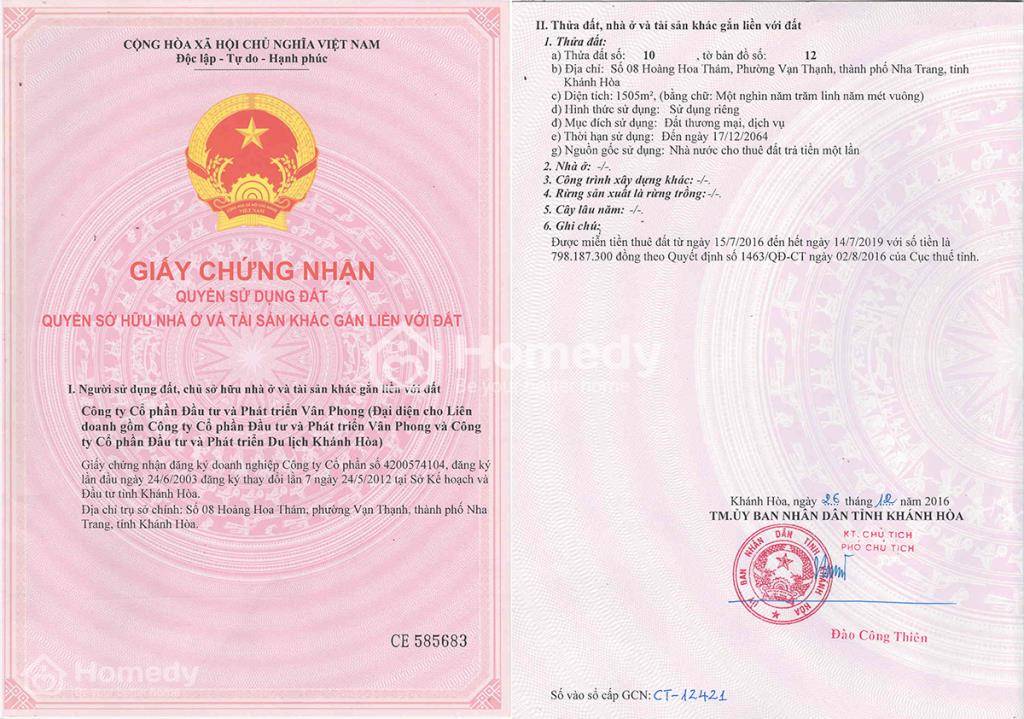 CỘNG HÒA XÃ HỘI CHỦ NGHĨA VIỆT NAM
Độc lập - Tự do - Hạnh phúc
CỘNG HÒA XÃ HỘI CHỦ NGHĨA
VIỆT NAM
GIẤY CHỨNG NHẬN
QUYỀN SỬ DỤNG ĐẤT
QUYỀN SỞ HỮU NHÀ Ở VÀ TÀI SẢN KHÁC GẮN LIỀN VỚI ĐẤT
I. Người sử dụng đất, chủ sở hữu nhà ở và tài sản khác gắn liền với đất
Công ty Cổ phần Đầu tư và Phát triển Vân Phong (Đại diện cho Liên
doanh gồm Công ty Cổ phần Đầu tư và Phát triển Vân Phong và Công
ty Cổ phần Đầu tư và Phát triển Du lịch Khánh Hòa)
Giấy chứng nhận đăng ký doanh nghiệp Công ty Cổ phần số 4200574104, đăng ký
lần đầu ngày 24/6/2003 đăng ký thay đổi lần 7 ngày 24/5/2012 tại Sở Kế hoạch và
Đầu tư tỉnh Khánh Hòa.
Địa chỉ trụ sở chính: Số 08 Hoàng Hoa Thám, phường Vạn Thạnh, thành phố Nha
Trang, tỉnh Khánh Hòa.
CE 585683
Homedy
II. Thửa đất, nhà ở và tài sản khác gắn liền với đất
1. Thửa đất:
a) Thửa đất số: 10 , tờ bản đồ số: 12
b) Địa chỉ: Số 08 Hoàng Hoa Thám, Phường Vạn Thạnh, thành phố Nha Trang, tỉnh
Khánh Hòa
c) Diện tích: 1505m², (bằng chữ: Một nghìn năm trăm linh năm mét vuông)
d) Hình thức sử dụng: Sử dụng riêng
đ) Mục đích sử dụng: Đất thương mại, dịch vụ
e) Thời hạn sử dụng: Đến ngày 17/12/2064
g) Nguồn gốc sử dụng: Nhà nước cho thuê đất trả tiền một lần
2. Nhà ở: -/-.
3. Công trình xây dựng khác: -/-.
4. Rừng sản xuất là rừng trồng: -/-.
5. Cây lâu năm: -/-.
6. Ghi chú:
Được miễn tiền thuê đất từ ngày 15/7/2016 đến hết ngày 14/7/2019 với số tiền là
798.187.300 đồng theo Quyết định số 1463/QĐ-CT ngày 02/8/2016 của Cục thuế tỉnh.
Homedy
Khánh Hòa, ngày 26 tháng 12 năm 2016
TM.ỦY BAN NHÂN DÂN TỈNH KHÁNH HÒA
KT. CHỦ TỊCH
PHÓ CHỦ TỊCH
ỦY BAN NHÂN DÂN TỈNH KHÁNH HÒA
Đào Công Thiên
Số vào sổ cấp GCN: CT-12421